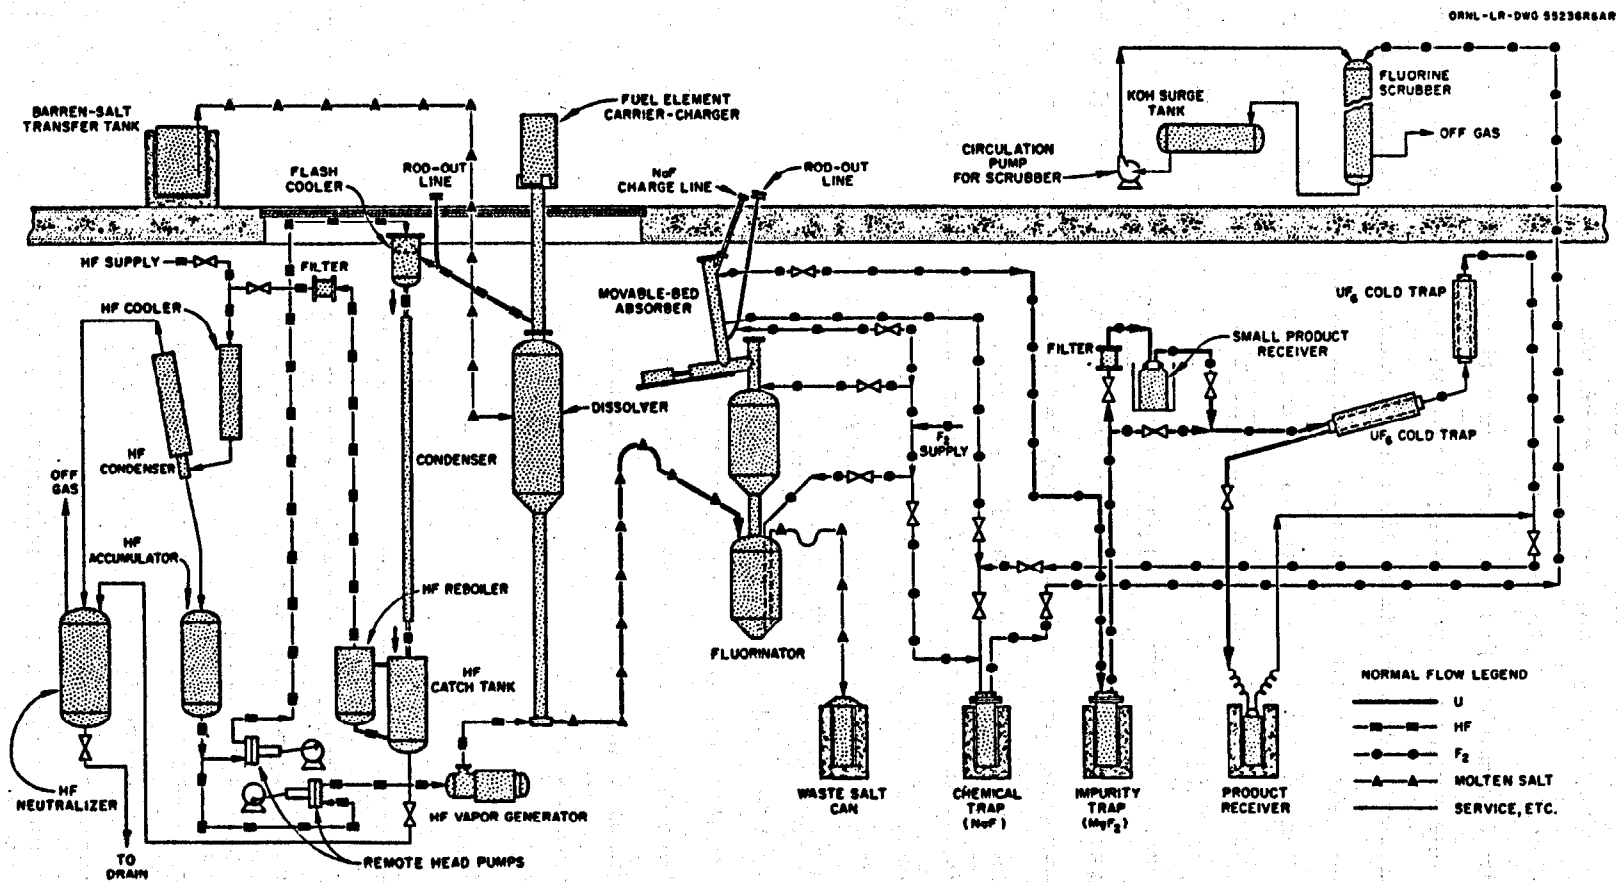 ORNL-LR-DWG 55236R6AR
BARREN-SALT
TRANSFER TANK
FUEL ELEMENT
CARRIER-CHARGER
FLASH
COOLER
ROD-OUT
LINE
NaF
CHARGE LINE
ROD-OUT
LINE
KOH SURGE
TANK
FLUORINE
SCRUBBER
OFF GAS
CIRCULATION
PUMP
FOR SCRUBBER
HF SUPPLY
FILTER
HF COOLER
MOVABLE-BED
ABSORBER
UF6 COLD TRAP
SMALL PRODUCT
RECEIVER
FILTER
DISSOLVER
UF6 COLD TRAP
F2
SUPPLY
HF
CONDENSER
CONDENSER
OFF
GAS
HF
ACCUMULATOR
HF REBOILER
HF
CATCH TANK
FLUORINATOR
HF
NEUTRALIZER
HF VAPOR GENERATOR
REMOTE HEAD PUMPS
TO
DRAIN
WASTE SALT
CAN
CHEMICAL
TRAP
(NaF)
IMPURITY
TRAP
(MgF2)
PRODUCT
RECEIVER
NORMAL FLOW LEGEND
U
HF
F2
MOLTEN SALT
SERVICE, ETC.